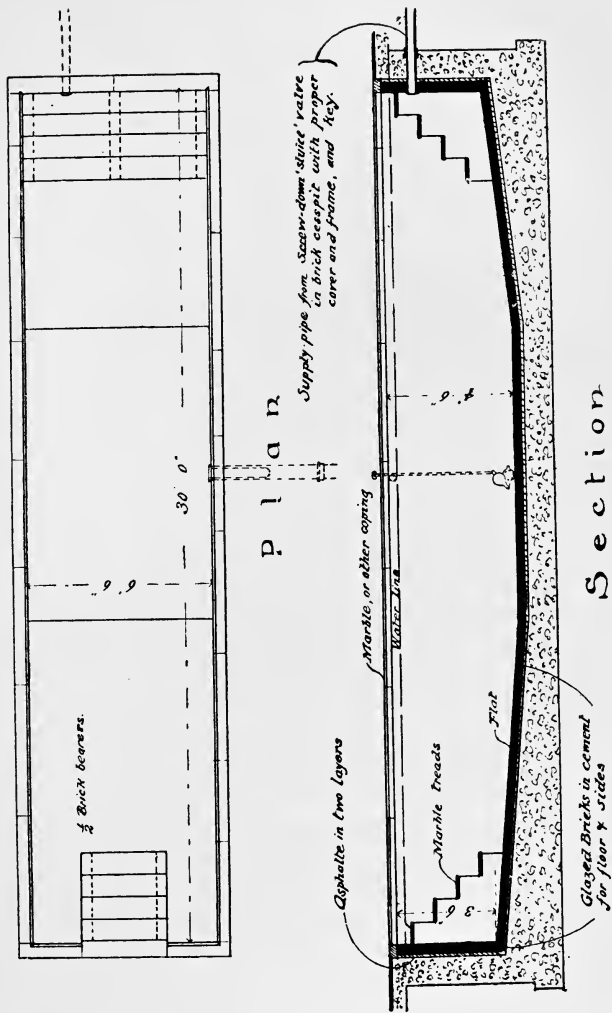 ½ Brick bearers.
6' 6"
30' 0"
Plan
Supply pipe from Screw-down 'sluice' valve
in brick cesspit with proper
cover and frame, and key.
Asphalte in two layers
Marble, or other coping
Water line
Marble treads
3' 6"
4' 6"
Flat
Glazed Bricks in cement
for floor & sides
Section